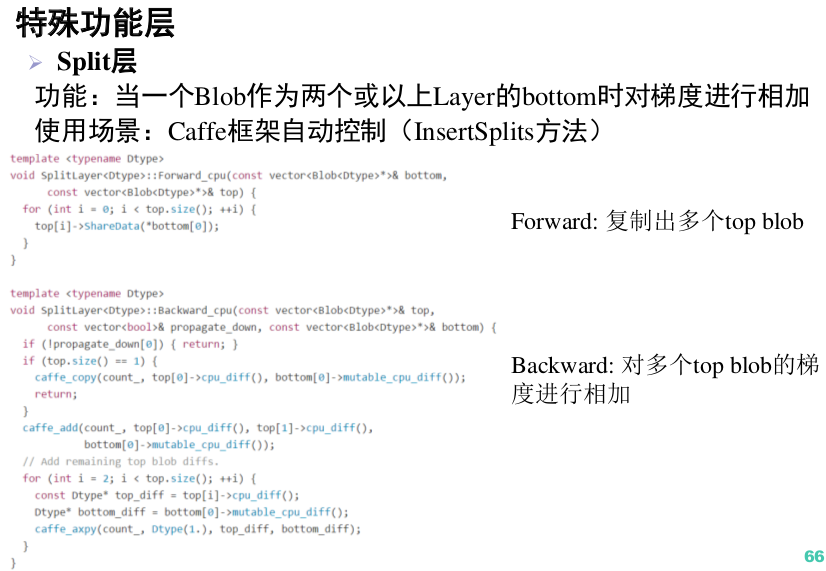 特殊功能层
Split层
功能：当一个Blob作为两个或以上Layer的bottom时对梯度进行相加
使用场景：Caffe框架自动控制（InsertSplits方法）
template <typename Dtype>
void SplitLayer<Dtype>::Forward_cpu(const vector<Blob<Dtype>*>& bottom,
const vector<Blob<Dtype>*>& top) {
for (int i = 0; i < top.size(); ++i) {
top[i]->ShareData(*bottom[0]);
}
}
Forward: 复制出多个top blob
template <typename Dtype>
void SplitLayer<Dtype>::Backward_cpu(const vector<Blob<Dtype>*>& top,
const vector<bool>& propagate_down, const vector<Blob<Dtype>*>& bottom) {
if (!propagate_down[0]) { return; }
if (top.size() == 1) {
caffe_copy(count_, top[0]->cpu_diff(), bottom[0]->mutable_cpu_diff());
return;
}
caffe_add(count_, top[0]->cpu_diff(), top[1]->cpu_diff(),
bottom[0]->mutable_cpu_diff());
// Add remaining top blob diffs.
for (int i = 2; i < top.size(); ++i) {
const Dtype* top_diff = top[i]->cpu_diff();
Dtype* bottom_diff = bottom[0]->mutable_cpu_diff();
caffe_axpy(count_, Dtype(1.), top_diff, bottom_diff);
}
}
Backward: 对多个top blob的梯
度进行相加
66